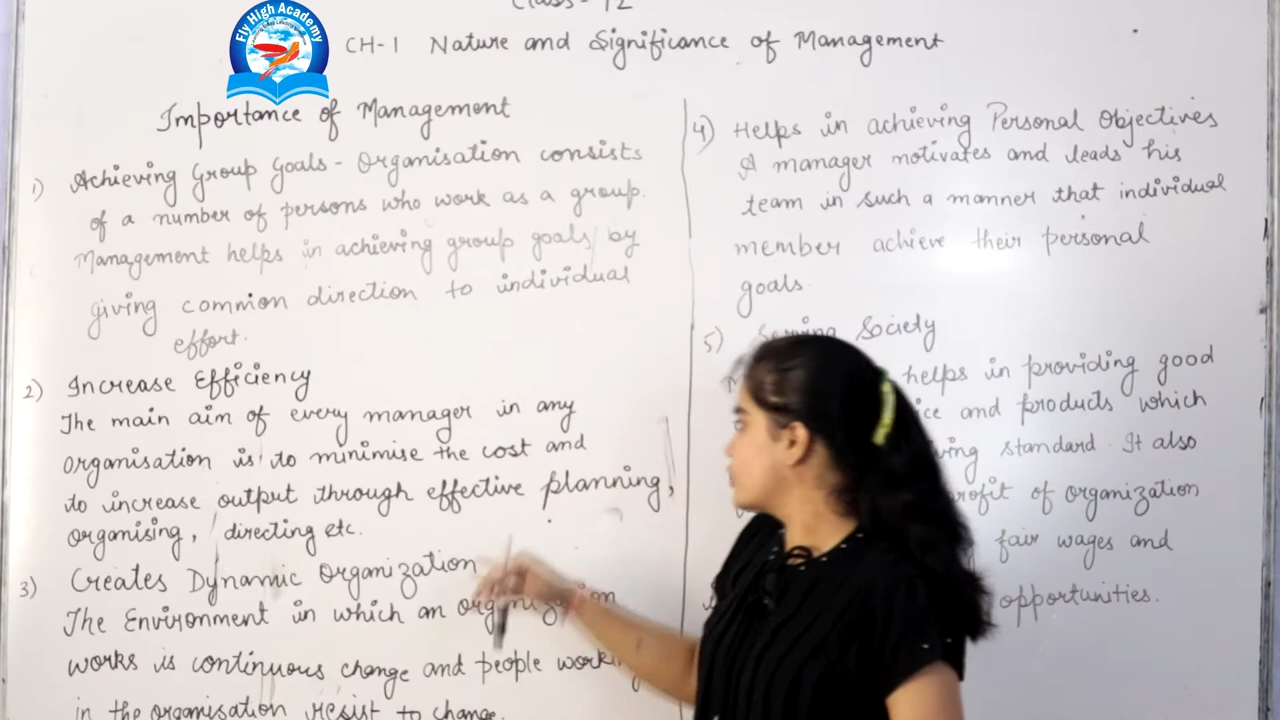 Class-12
Fly High Academy
CH-1 Nature and Significance of Management
Importance of Management
1) Achieving Group Goals - Organisation consists
of a number of persons who work as a group.
Management helps in achieving group goals by
giving common direction to individual
effort.
2) Increase Efficiency
The main aim of every manager in any
organisation is to minimise the cost and
to increase output through effective planning,
organising, directing etc.
3) Creates Dynamic Organization
The Environment in which an organization
works is continuous change and people working
in the organisation resist to change.
4) Helps in achieving Personal Objectives
A manager motivates and leads his
team in such a manner that individual
member achieve their personal
goals.
5) Serving Society
helps in providing good
and products which
standard. It also
profit of organization
fair wages and
opportunities.